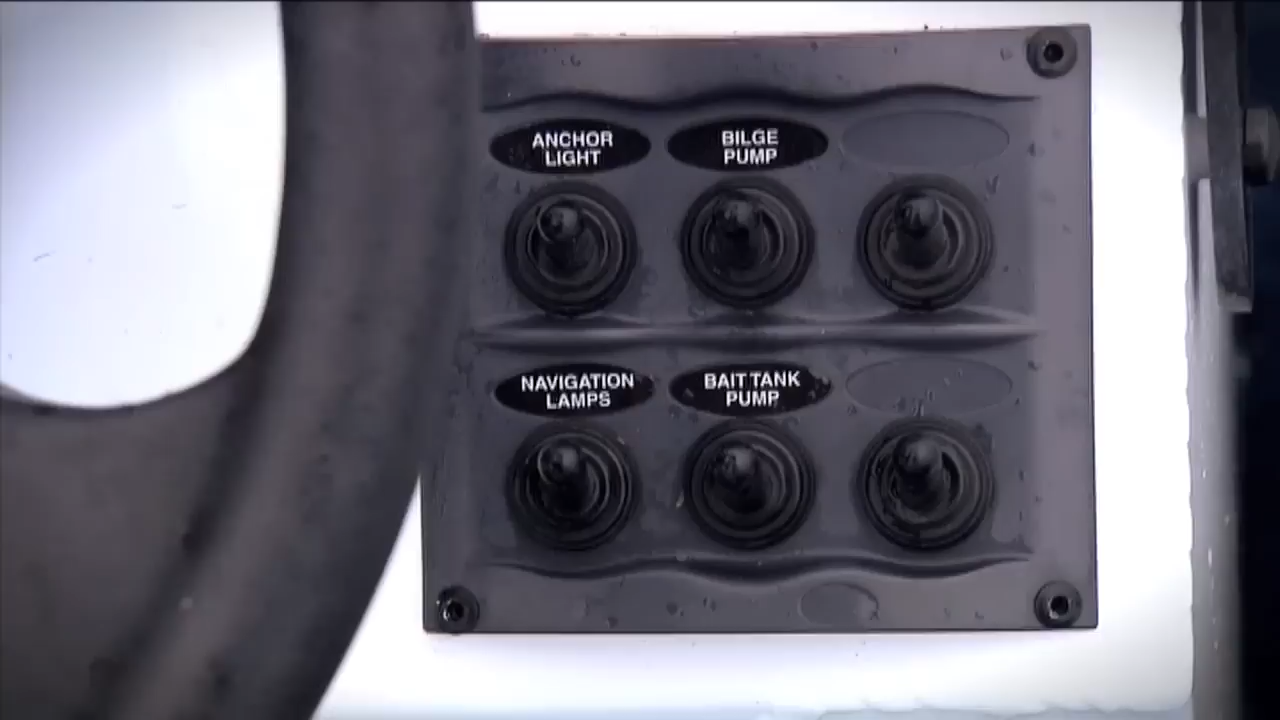 ANCHOR
LIGHT
BILGE
PUMP
NAVIGATION
LAMPS
BAIT TANK
PUMP